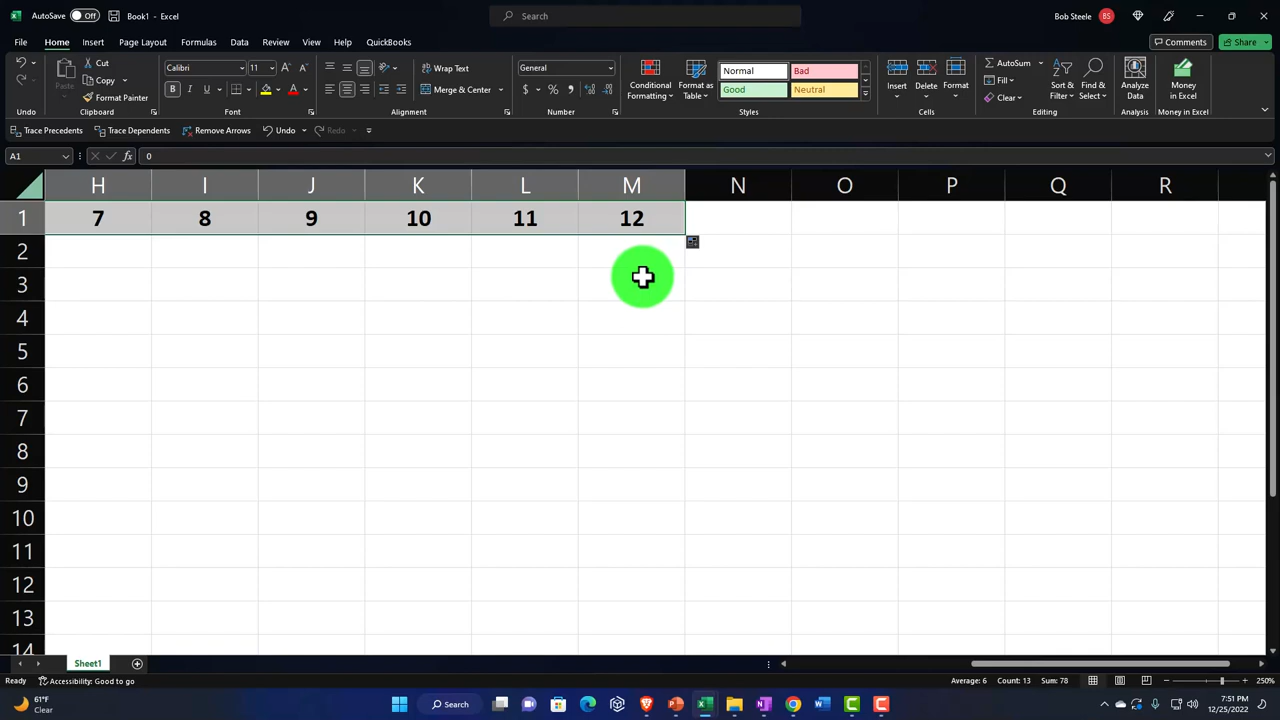 AutoSave Off Book1 - Excel Search Bob Steele BS
File Home Insert Page Layout Formulas Data Review View Help QuickBooks Comments Share
Cut Calibri 11 Wrap Text General Normal Bad AutoSum
Paste Copy Conditional Formatting Format as Table Insert Delete Format Fill Sort & Filter Find & Select Analyze Data Money in Excel
Format Painter B I U Merge & Center $ % Good Neutral Clear
Undo Clipboard Font Alignment Number Styles Cells Editing Analysis Money in Excel
Trace Precedents Trace Dependents Remove Arrows Undo Redo
A1 fx 0
H I J K L M N O P Q R
1 7 8 9 10 11 12
2
3
4
5
6
7
8
9
10
11
12
13
14
Sheet1
Ready Accessibility: Good to go Average: 6 Count: 13 Sum: 78 250%
61°F Search 7:51 PM
Clear 12/25/2022